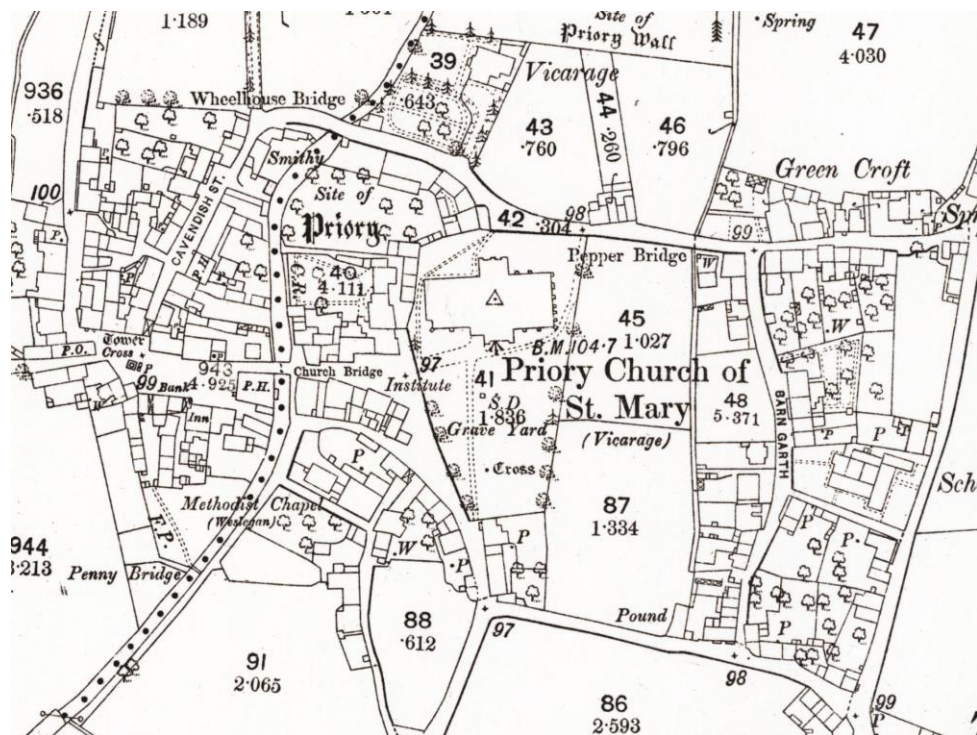 1·189
Site of
Priory Wall
Spring
47
4·030
936
·518
39
·643
Vicarage
Wheelhouse Bridge
43
·760
44 ·260
46
·796
Smithy
Green Croft
100
Site of
Priory
CAVENDISH ST.
P.H.
42
·304
98
99
Pepper Bridge
W
P.
P
40
4·111
G.R.
45
1·027
W
Tower
Cross
P.O.
P
943
4·925
P
97
B.M.104·7
Church Bridge
Institute
Priory Church of
St. Mary
(Vicarage)
41
S.D
1·836
Grave Yard
Cross
99
Bank
P.H.
Inn
W
48
5·371
BARN GARTH
P
P
P
Methodist Chapel
(Wesleyan)
87
1·334
Sch
F.P.
944
3·213
Penny Bridge
W
P
P
P
P
88
·612
97
Pound
P
91
2·065
98
86
2·593
99
P